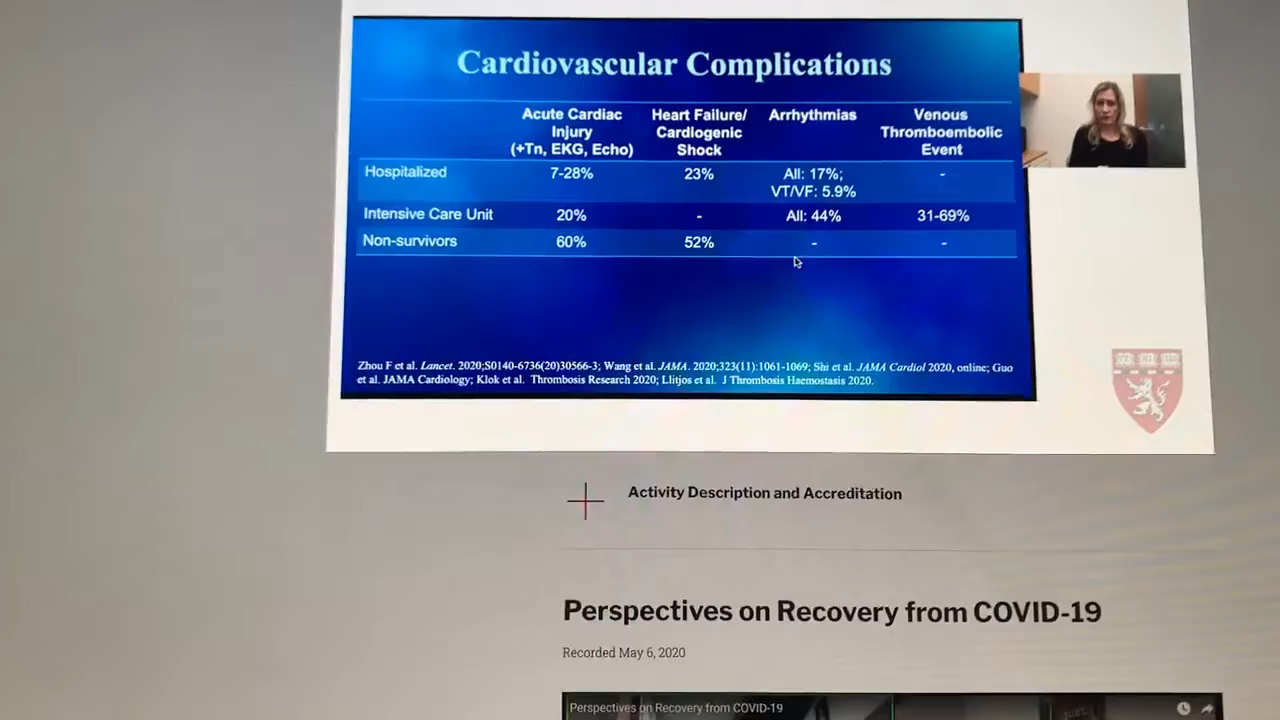 Cardiovascular Complications
Acute Cardiac Injury (+Tn, EKG, Echo) Heart Failure/ Cardiogenic Shock Arrhythmias Venous Thromboembolic Event
Hospitalized 7-28% 23% All: 17%; VT/VF: 5.9% -
Intensive Care Unit 20% - All: 44% 31-69%
Non-survivors 60% 52% - -
Zhou F et al. Lancet. 2020;S0140-6736(20)30566-3; Wang et al. JAMA. 2020;323(11):1061-1069; Shi et al. JAMA Cardiol 2020, online; Guo
et al. JAMA Cardiology; Klok et al. Thrombosis Research 2020; Llitjos et al. J Thrombosis Haemostasis 2020.
Activity Description and Accreditation
Perspectives on Recovery from COVID-19
Recorded May 6, 2020
Perspectives on Recovery from COVID-19